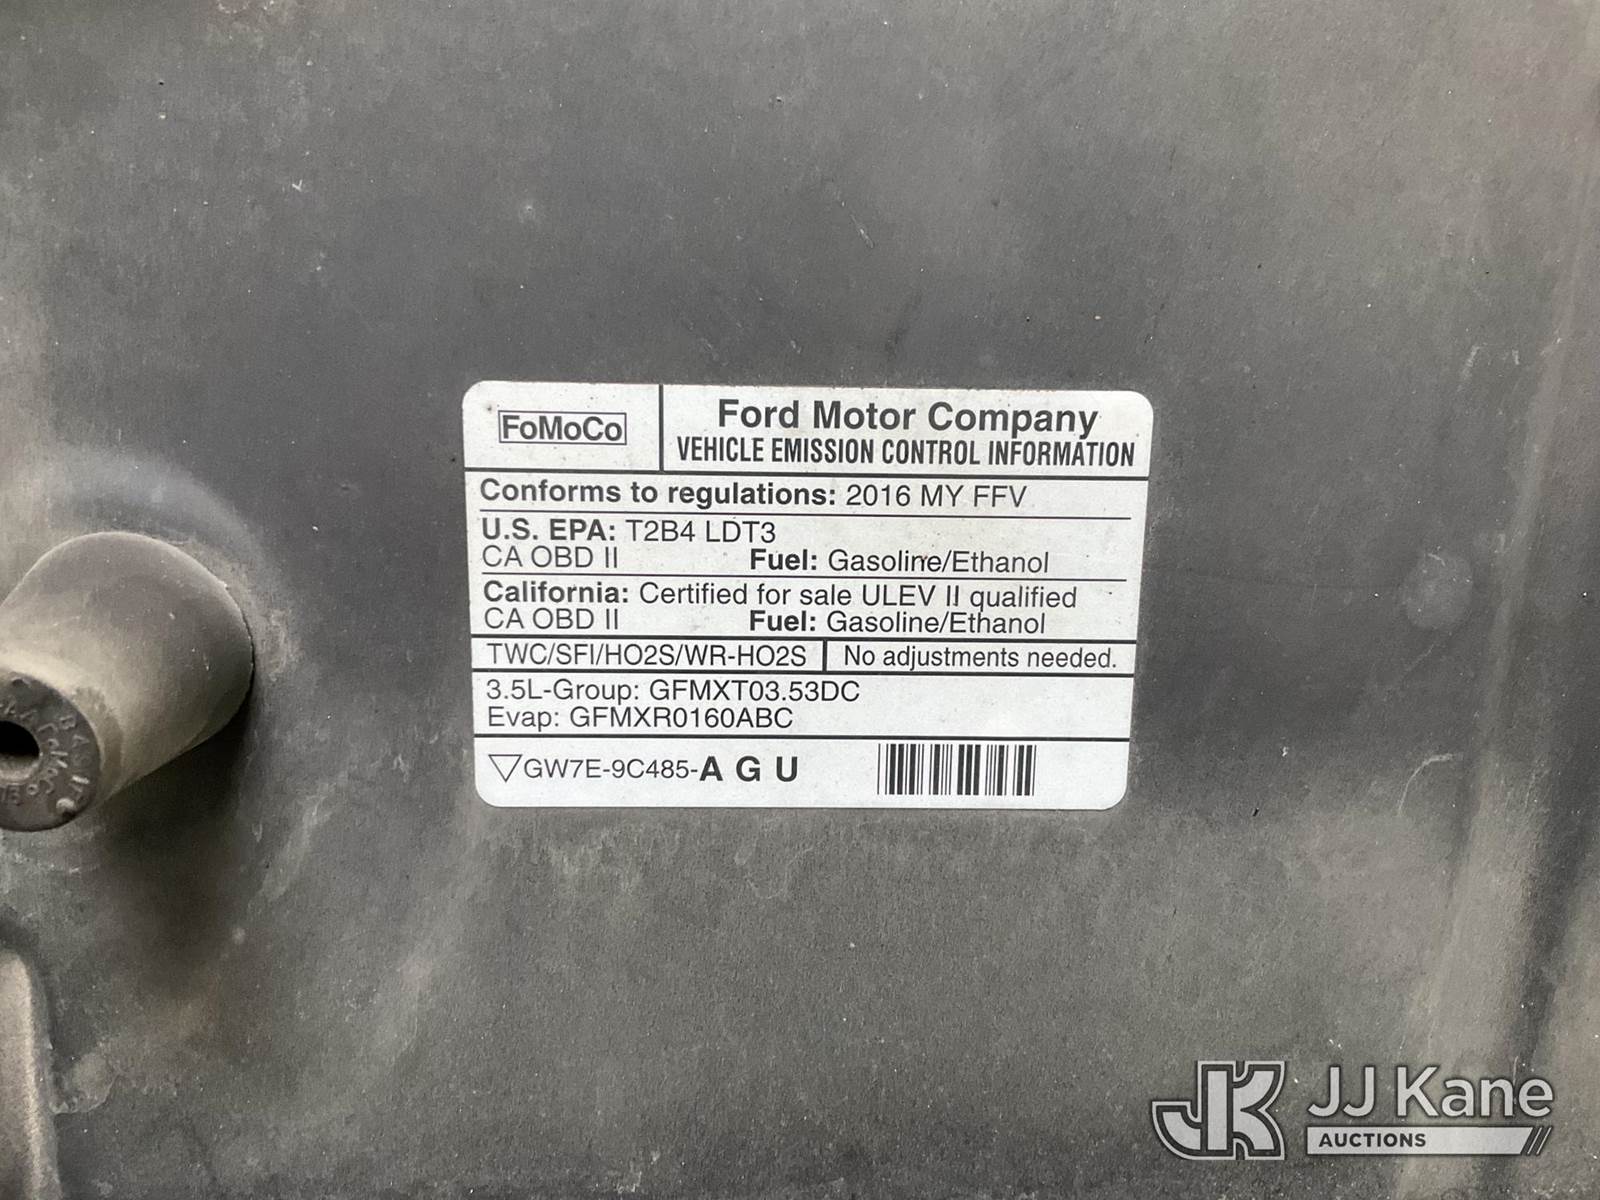 FoMoCo
Ford Motor Company
VEHICLE EMISSION CONTROL INFORMATION
Conforms to regulations: 2016 MY FFV
U.S. EPA: T2B4 LDT3
CA OBD II Fuel: Gasoline/Ethanol
California: Certified for sale ULEV II qualified
CA OBD II Fuel: Gasoline/Ethanol
TWC/SFI/HO2S/WR-HO2S No adjustments needed.
3.5L-Group: GFMXT03.53DC
Evap: GFMXR0160ABC
GW7E-9C485-A G U
JK JJ Kane
AUCTIONS